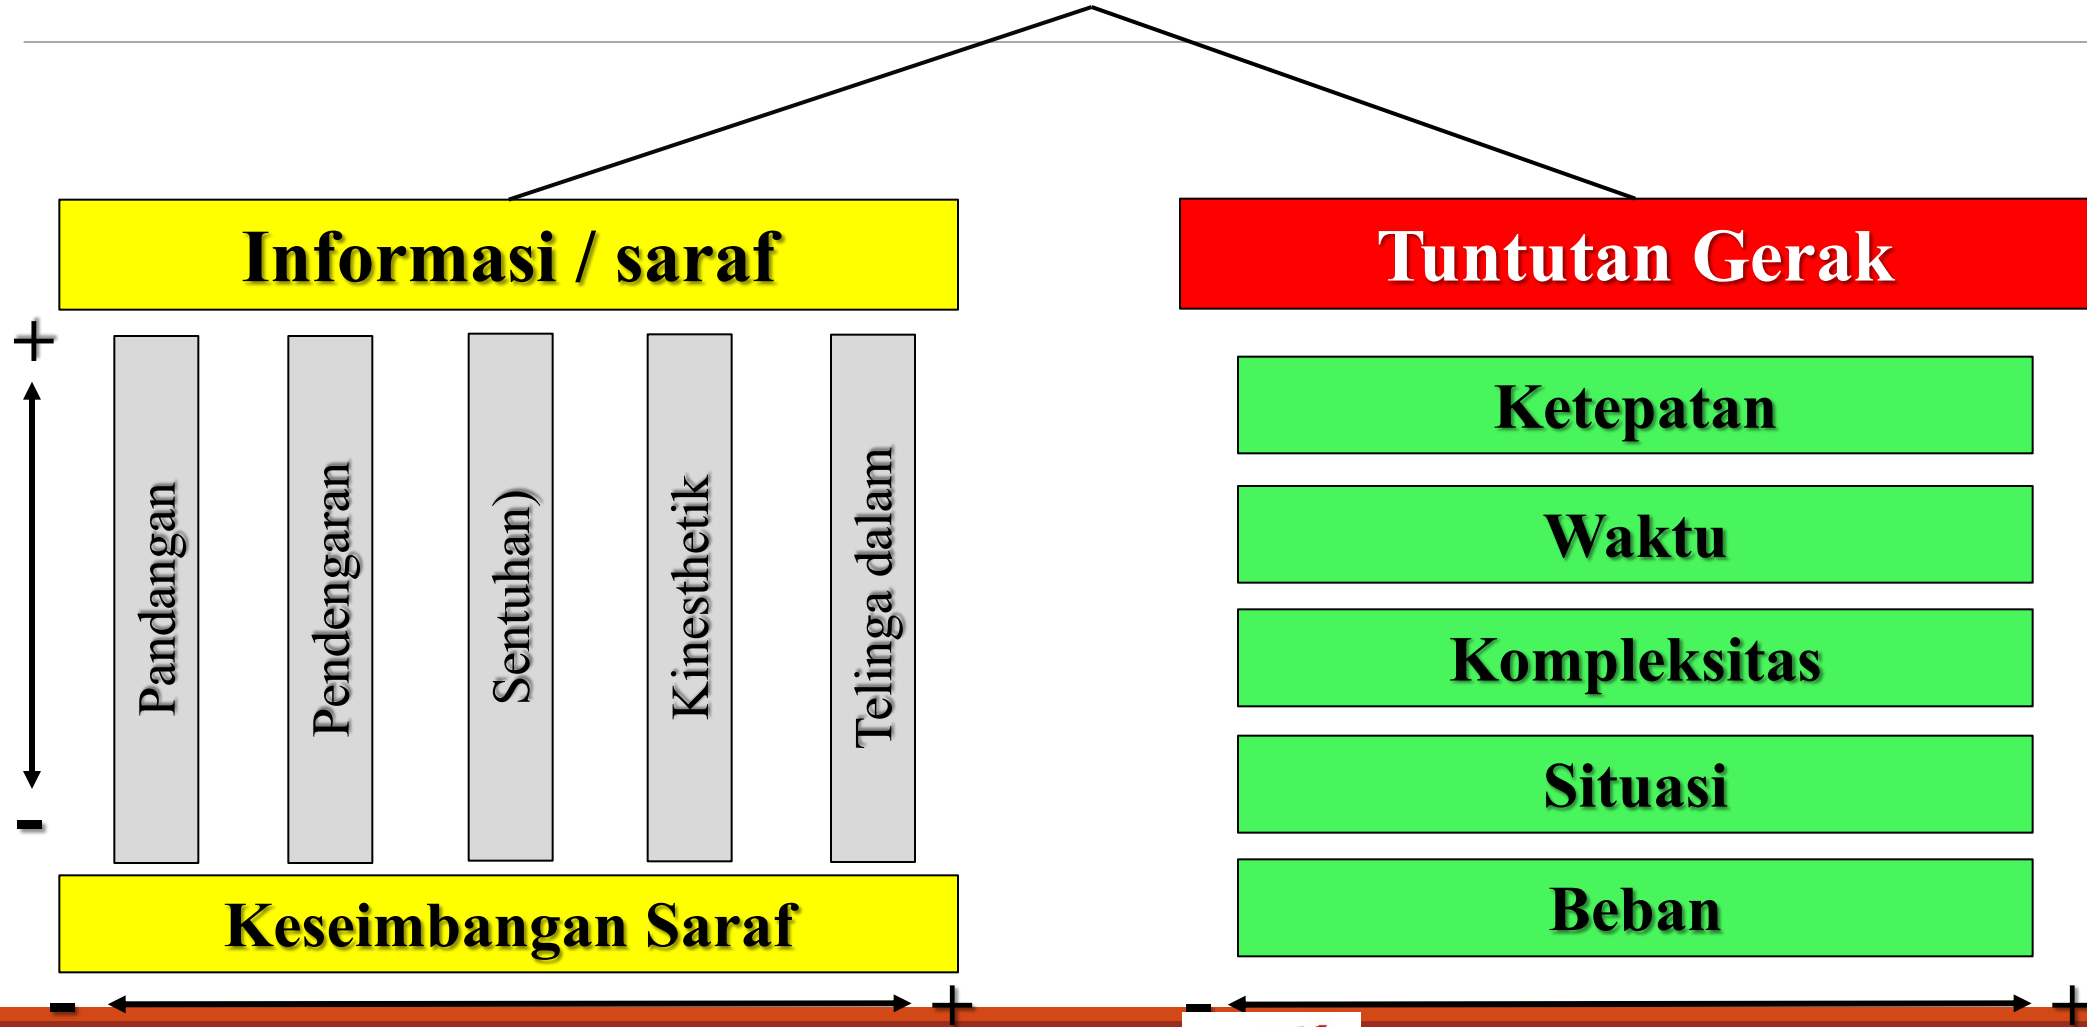 Informasi / saraf
Tuntutan Gerak
+
-
Pandangan
Pendengaran
Sentuhan)
Kinesthetik
Telinga dalam
Keseimbangan Saraf
- +
Ketepatan
Waktu
Kompleksitas
Situasi
Beban
- +